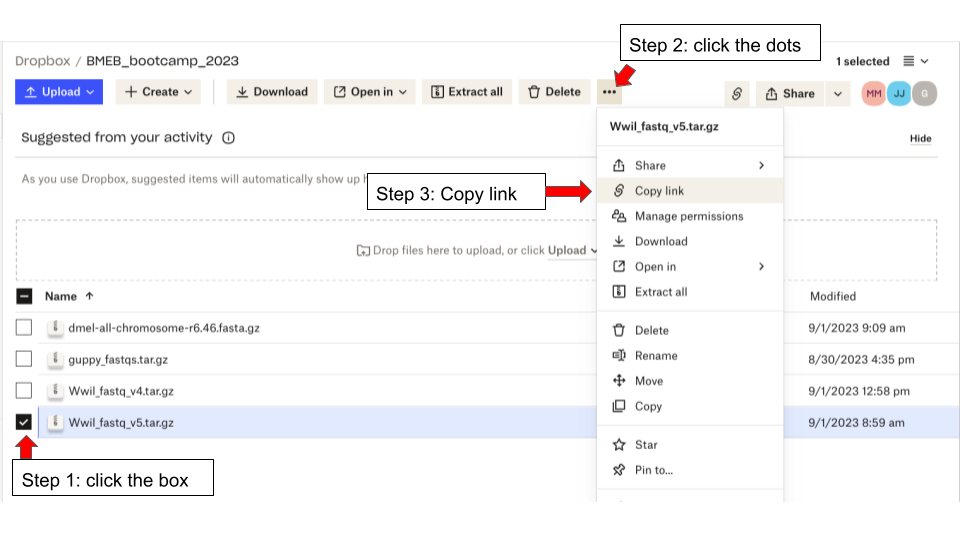 Step 2: click the dots
Dropbox / BMEB_bootcamp_2023
1 selected
Upload
Create
Download
Open in
Extract all
Delete
Share
MM
JJ
G
Wwil_fastq_v5.tar.gz
Suggested from your activity
Hide
As you use Dropbox, suggested items will automatically show up
Step 3: Copy link
Share
Copy link
Manage permissions
Download
Open in
Extract all
Delete
Rename
Move
Copy
Star
Pin to...
Drop files here to upload, or click Upload
Name
Modified
dmel-all-chromosome-r6.46.fasta.gz
9/1/2023 9:09 am
guppy_fastqs.tar.gz
8/30/2023 4:35 pm
Wwil_fastq_v4.tar.gz
9/1/2023 12:58 pm
Wwil_fastq_v5.tar.gz
9/1/2023 8:59 am
Step 1: click the box